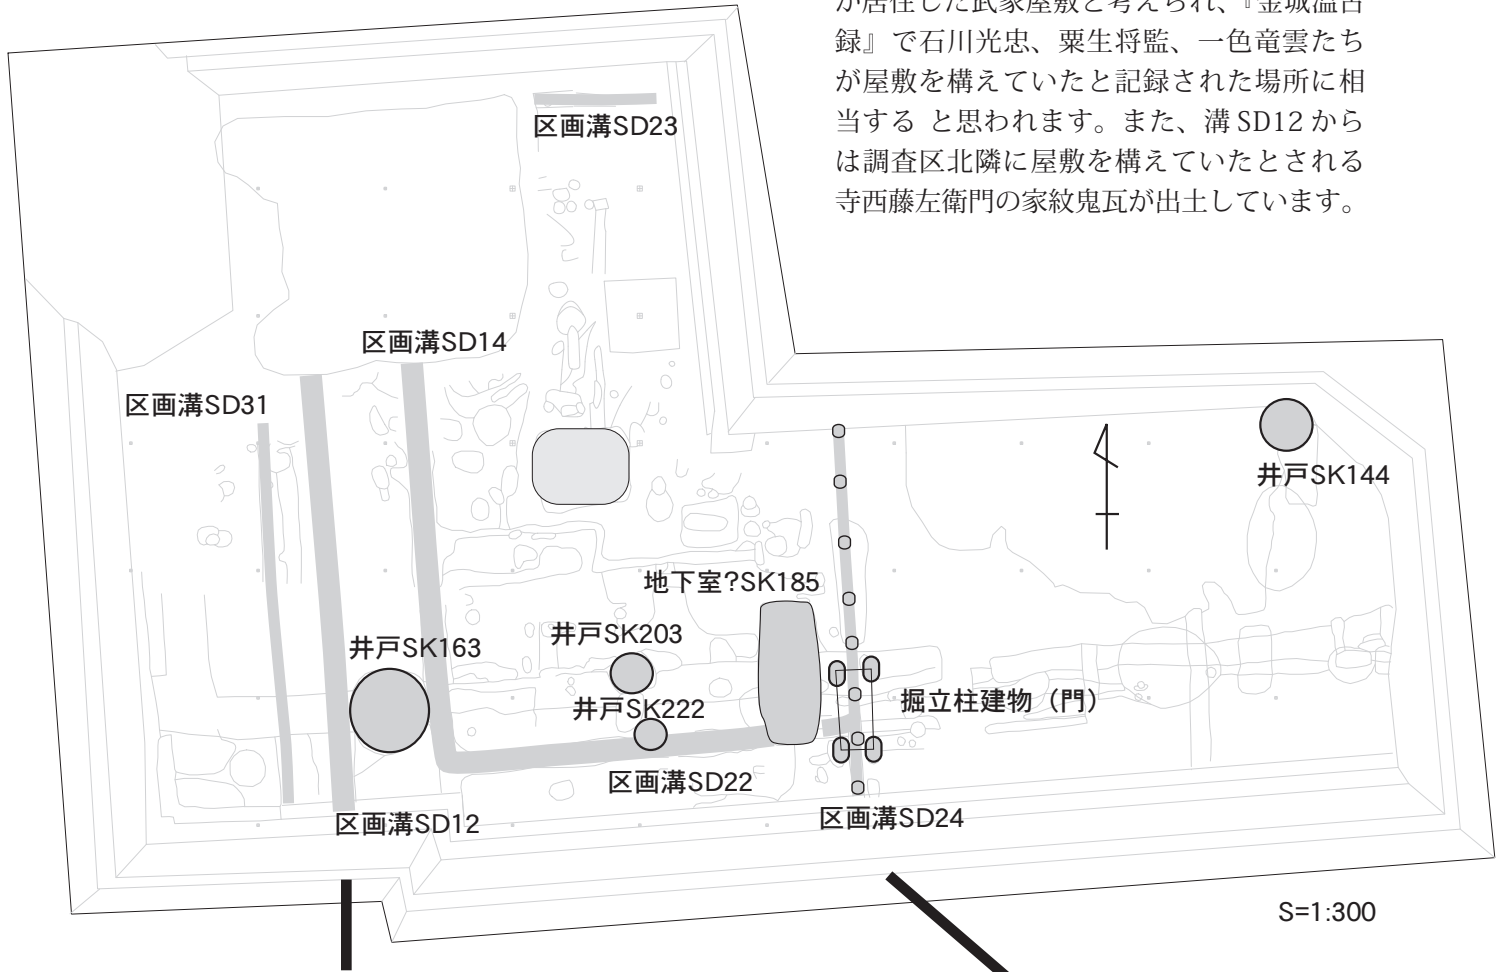 が居住した武家屋敷と考えられ、『金城温古
録』で石川光忠、粟生将監、一色竜雲たち
が屋敷を構えていたと記録された場所に相
当する と思われます。また、溝 SD12 から
は調査区北隣に屋敷を構えていたとされる
寺西藤左衛門の家紋鬼瓦が出土しています。
区画溝SD23
区画溝SD14
区画溝SD31
井戸SK144
地下室?SK185
井戸SK203
井戸SK163
井戸SK222
掘立柱建物（門）
区画溝SD22
区画溝SD24
区画溝SD12
S=1:300